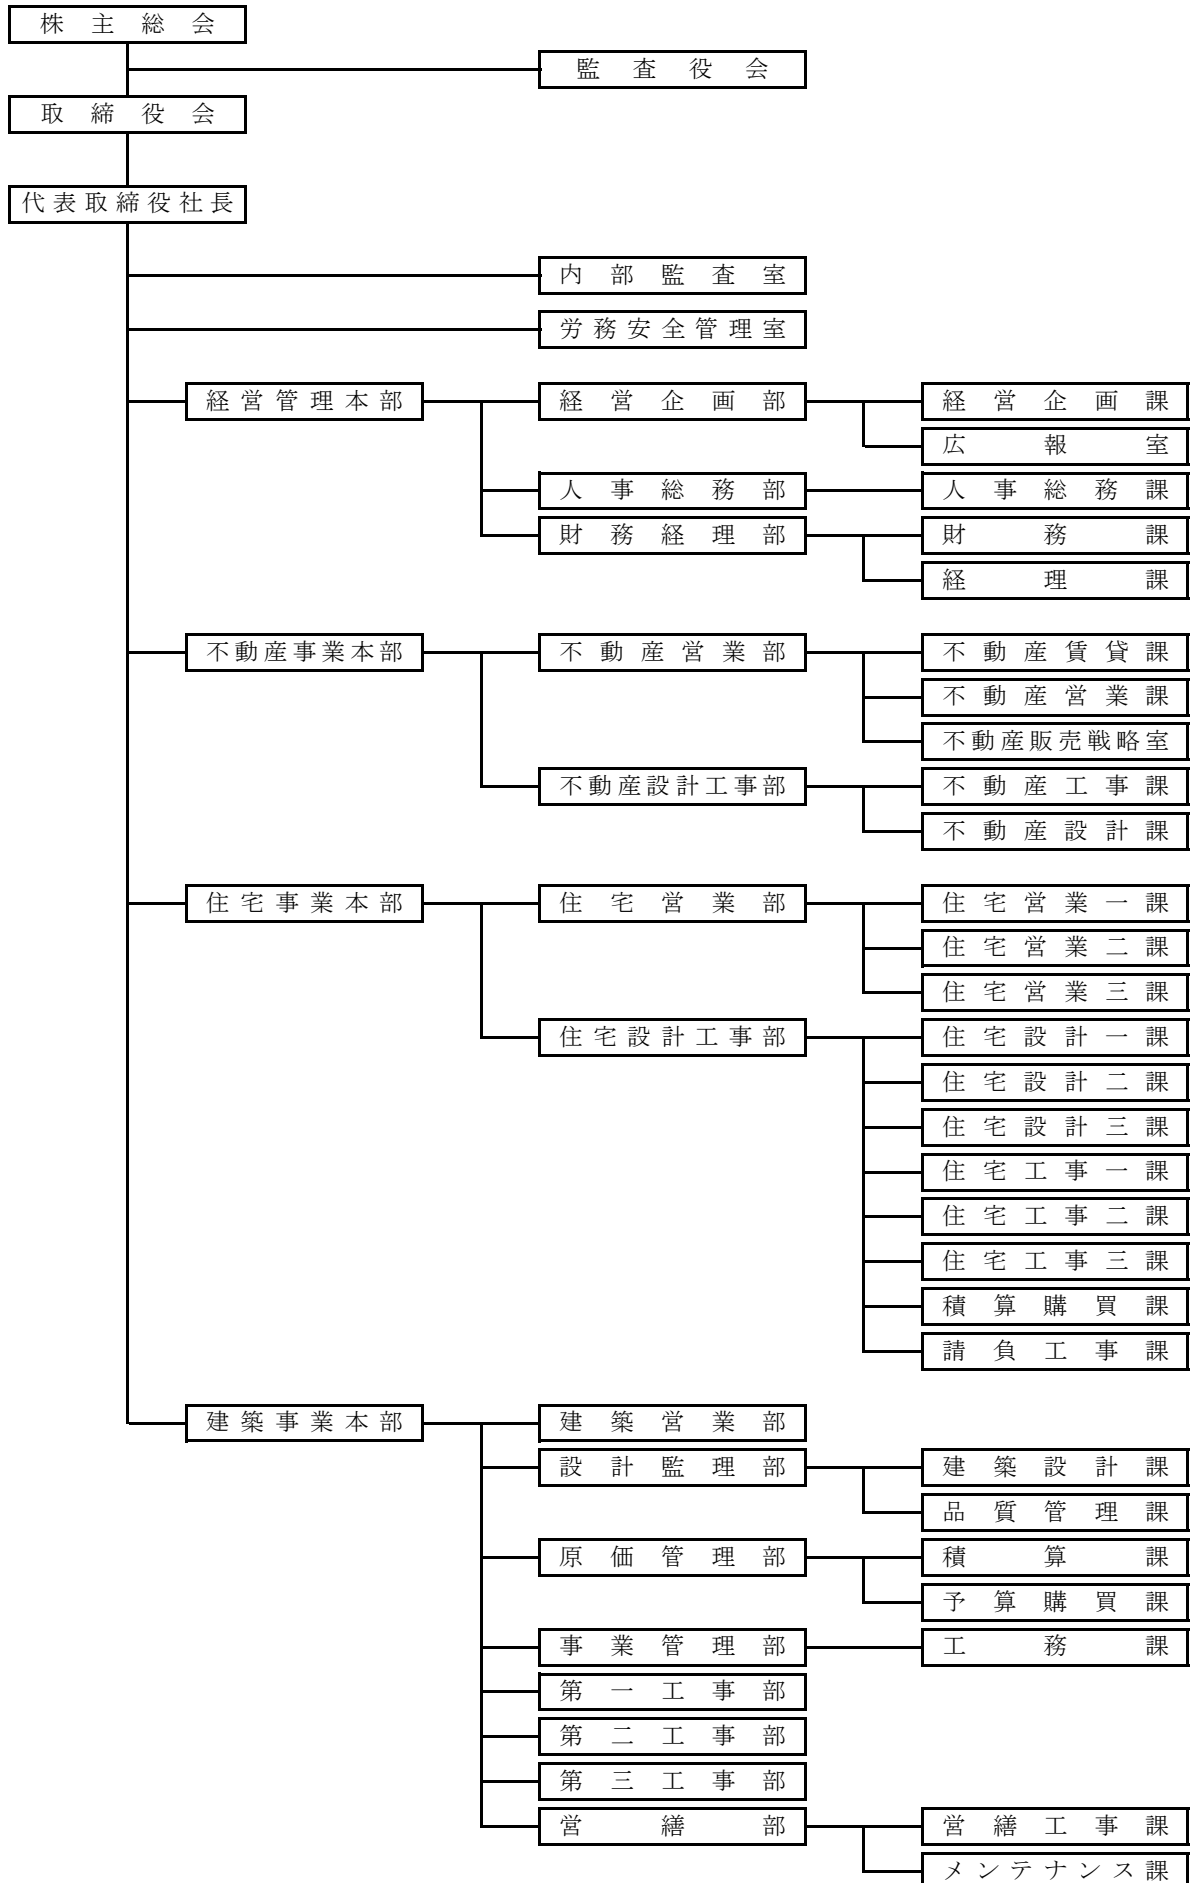 株主総会
監査役会
取締役会
代表取締役社長
内部監査室
労務安全管理室
経営管理本部 経営企画部 経営企画課
広報室
人事総務部 人事総務課
財務経理部 財務課
経理課
不動産事業本部 不動産営業部 不動産賃貸課
不動産営業課
不動産販売戦略室
不動産設計工事部 不動産工事課
不動産設計課
住宅事業本部 住宅営業部 住宅営業一課
住宅営業二課
住宅営業三課
住宅設計工事部 住宅設計一課
住宅設計二課
住宅設計三課
住宅工事一課
住宅工事二課
住宅工事三課
積算購買課
請負工事課
建築事業本部 建築営業部
設計監理部 建築設計課
品質管理課
原価管理部 積算課
予算購買課
事業管理部 工務課
第一工事部
第二工事部
第三工事部
営繕部 営繕工事課
メンテナンス課